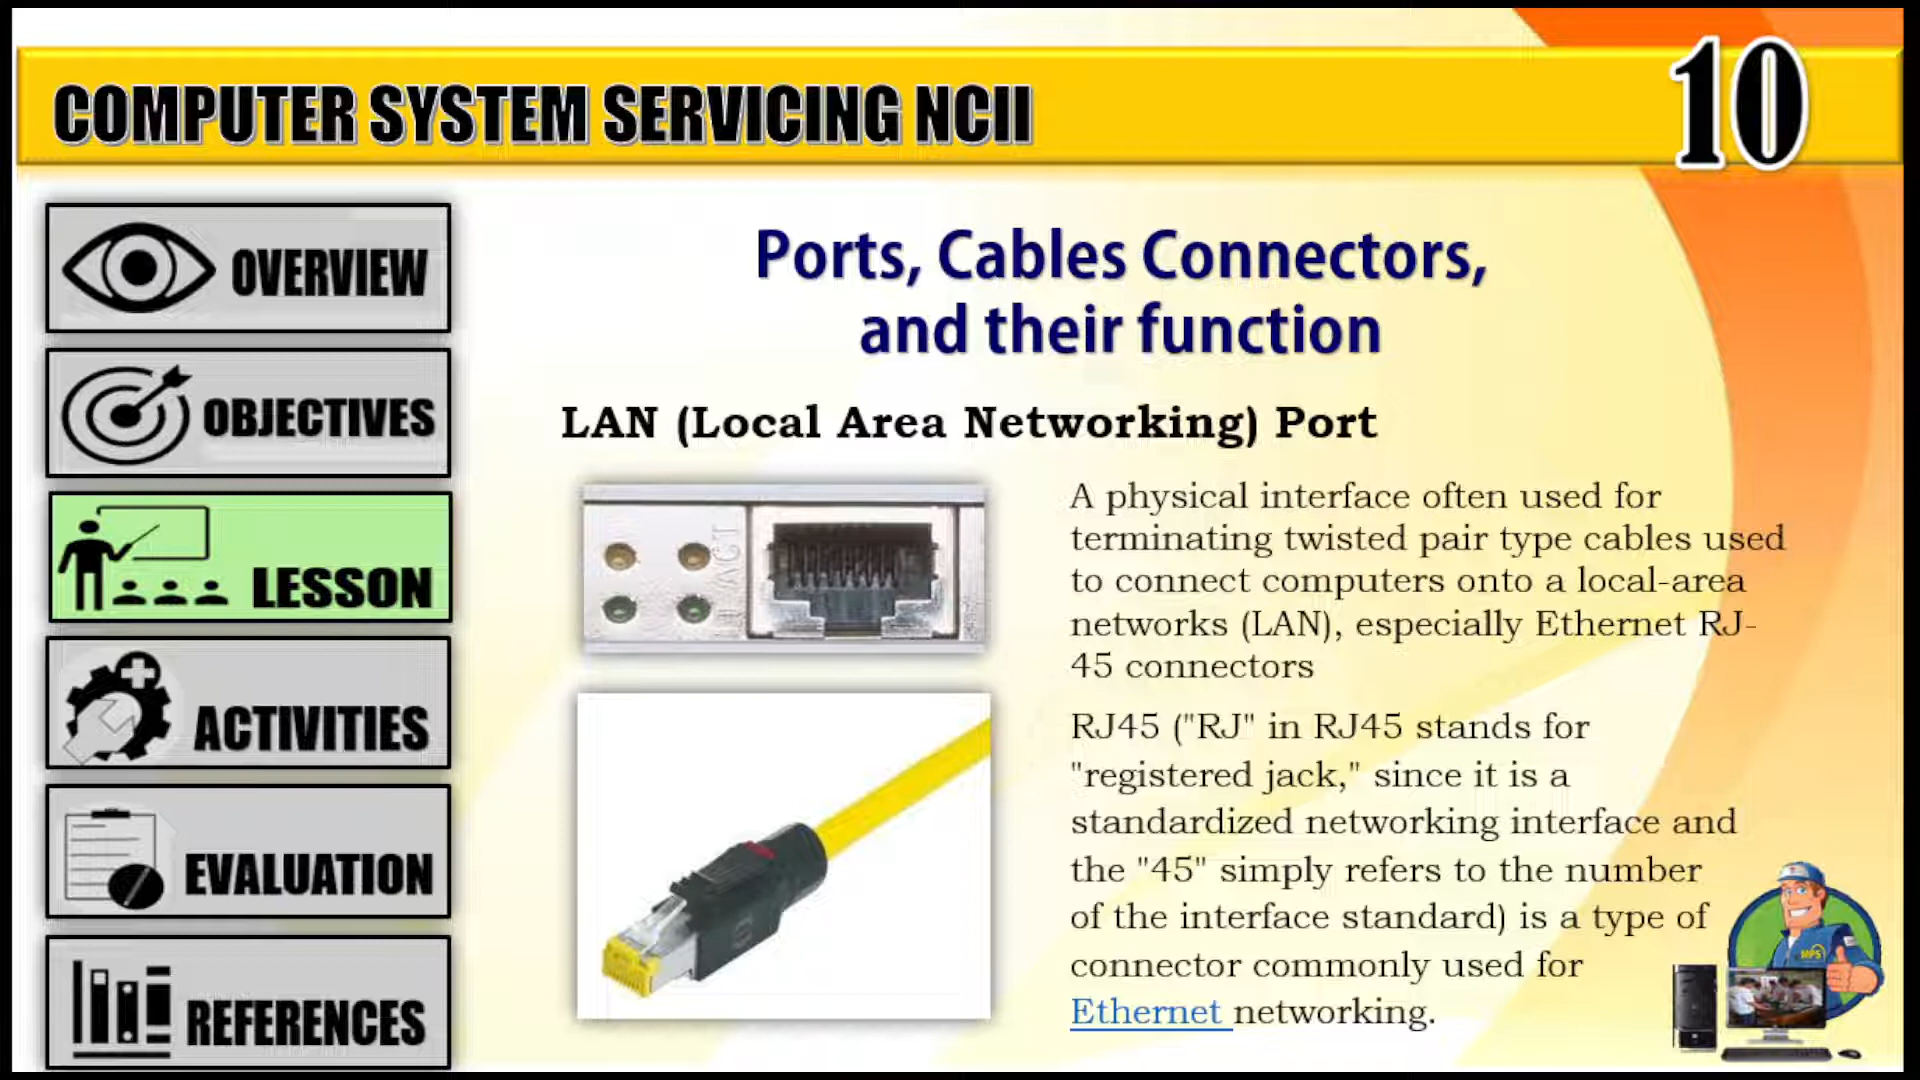 COMPUTER SYSTEM SERVICING NCII
10
OVERVIEW
OBJECTIVES
LESSON
ACTIVITIES
EVALUATION
REFERENCES
Ports, Cables Connectors,
and their function
LAN (Local Area Networking) Port
A physical interface often used for
terminating twisted pair type cables used
to connect computers onto a local-area
networks (LAN), especially Ethernet RJ-
45 connectors
RJ45 ("RJ" in RJ45 stands for
"registered jack," since it is a
standardized networking interface and
the "45" simply refers to the number
of the interface standard) is a type of
connector commonly used for
Ethernet networking.
MPS